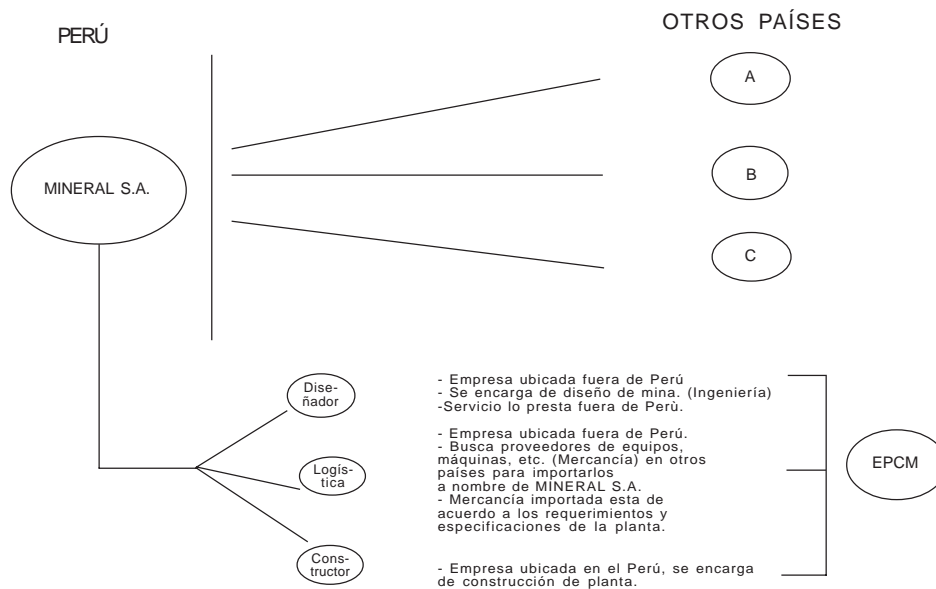 PERÚ
OTROS PAÍSES
A
MINERAL S.A.
B
C
Dise-
ñador
- Empresa ubicada fuera de Perú
- Se encarga de diseño de mina. (Ingeniería)
-Servicio lo presta fuera de Perù.
Logís-
tica
- Empresa ubicada fuera de Perú.
- Busca proveedores de equipos,
máquinas, etc. (Mercancía) en otros
países para importarlos
a nombre de MINERAL S.A.
- Mercancía importada esta de
acuerdo a los requerimientos y
especificaciones de la planta.
EPCM
Cons-
tructor
- Empresa ubicada en el Perú, se encarga
de construcción de planta.